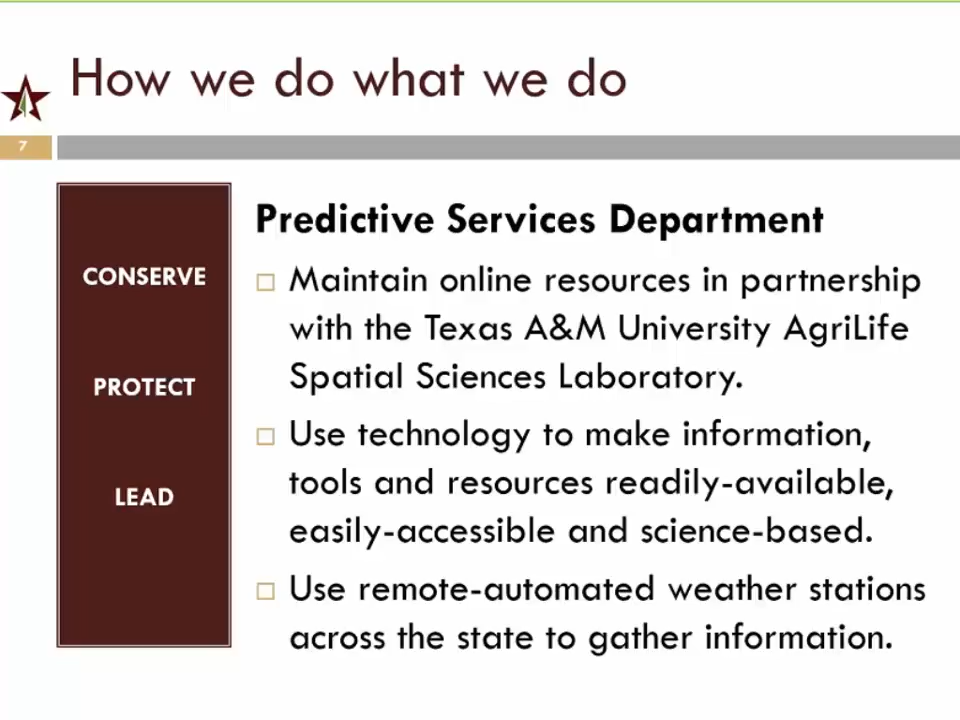 How we do what we do
7
CONSERVE
PROTECT
LEAD
Predictive Services Department
Maintain online resources in partnership
with the Texas A&M University AgriLife
Spatial Sciences Laboratory.
Use technology to make information,
tools and resources readily-available,
easily-accessible and science-based.
Use remote-automated weather stations
across the state to gather information.